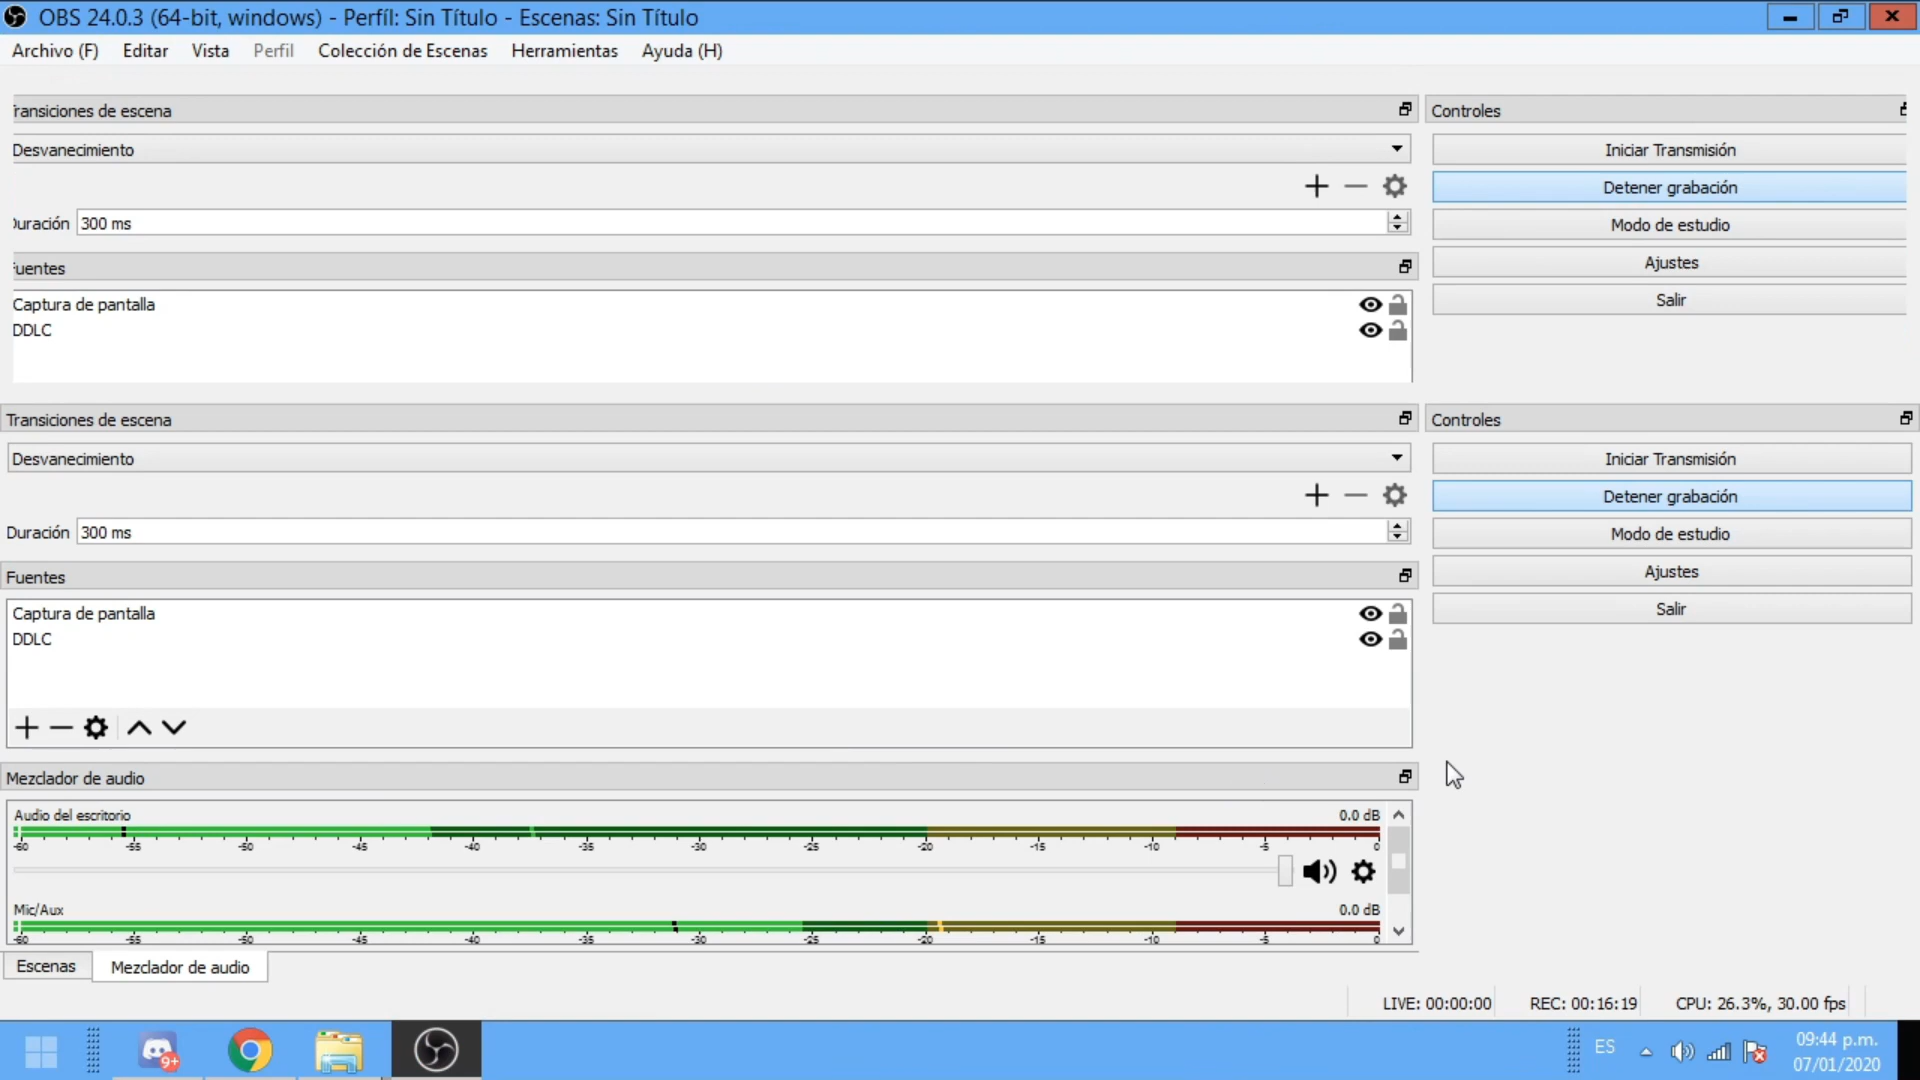 OBS 24.0.3 (64-bit, windows) - Perfíl: Sin Título - Escenas: Sin Título
Archivo (F) Editar Vista Perfil Colección de Escenas Herramientas Ayuda (H)
Transiciones de escena
Controles
Desvanecimiento
Iniciar Transmisión
Detener grabación
Duración 300 ms
Modo de estudio
Fuentes
Ajustes
Captura de pantalla
Salir
DDLC
Transiciones de escena
Controles
Desvanecimiento
Iniciar Transmisión
Detener grabación
Duración 300 ms
Modo de estudio
Fuentes
Ajustes
Captura de pantalla
Salir
DDLC
Mezclador de audio
Audio del escritorio 0.0 dB
-60 -55 -50 -45 -40 -35 -30 -25 -20 -15 -10 -5 0
Mic/Aux 0.0 dB
-60 -55 -50 -45 -40 -35 -30 -25 -20 -15 -10 -5 0
Escenas Mezclador de audio
LIVE: 00:00:00 REC: 00:16:19 CPU: 26.3%, 30.00 fps
9+
ES
09:44 p.m.
07/01/2020